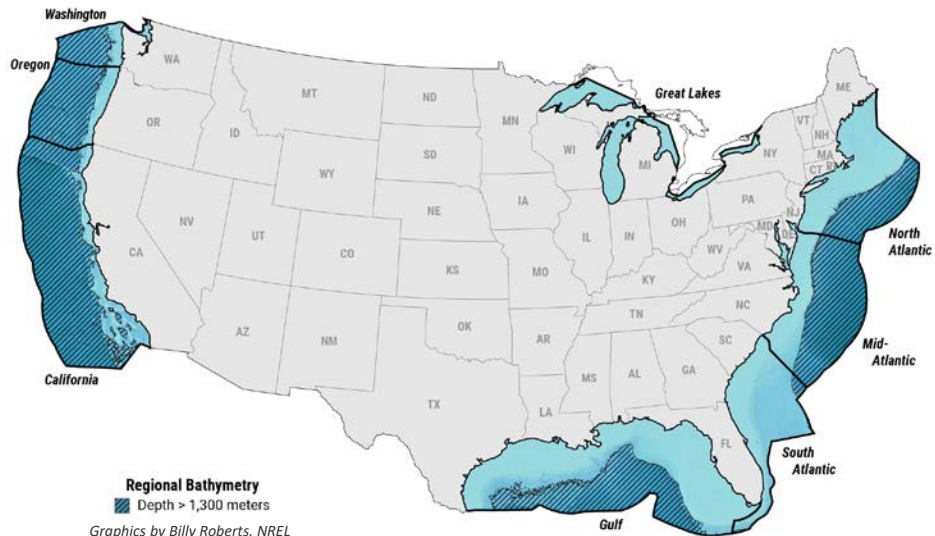 Washington
Oregon
Great Lakes
WA
MT
ND
MN
ME
VT
NH
OR
ID
SD
WI
MI
NY
MA
CT
RI
WY
IA
PA
NJ
NE
OH
MD
DE
NV
UT
IL
IN
WV
North
Atlantic
CA
CO
KS
MO
KY
VA
AZ
NM
OK
AR
TN
NC
Mid-
Atlantic
California
SC
MS
AL
GA
TX
LA
FL
South
Atlantic
Gulf
Regional Bathymetry
Depth > 1,300 meters
Graphics by Billy Roberts, NREL